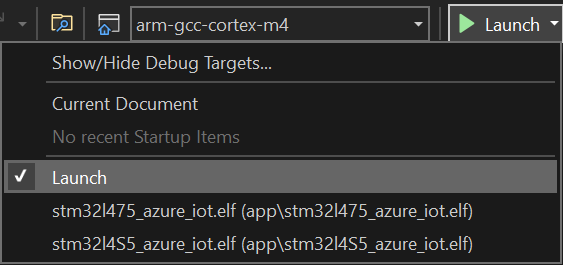 arm-gcc-cortex-m4 Launch
Show/Hide Debug Targets...
Current Document
No recent Startup Items
Launch
stm32l475_azure_iot.elf (app\stm32l475_azure_iot.elf)
stm32l4S5_azure_iot.elf (app\stm32l4S5_azure_iot.elf)